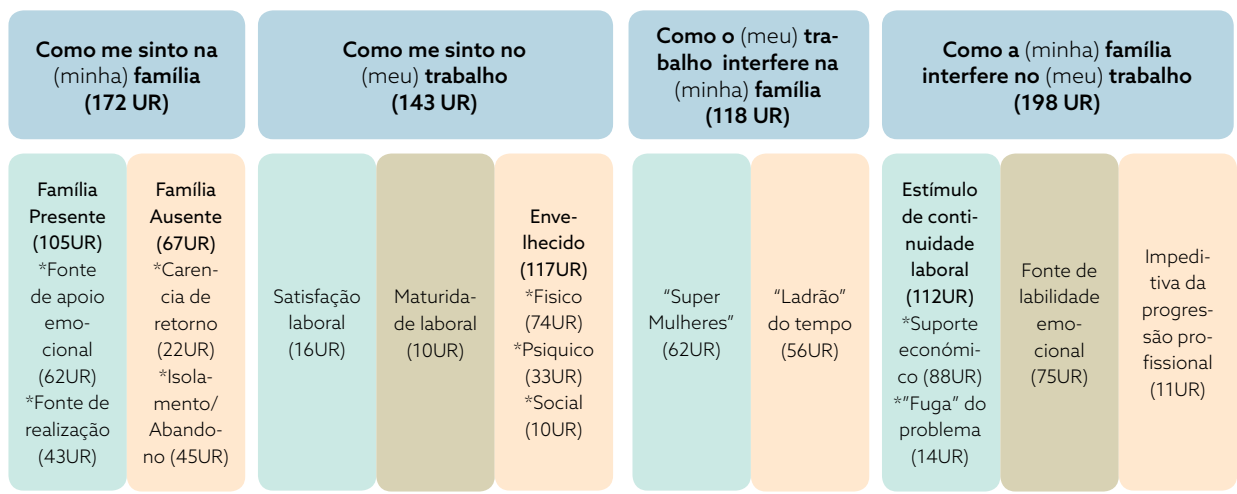 Como me sinto na
(minha) família
(172 UR)
Como me sinto no
(meu) trabalho
(143 UR)
Como o (meu) tra-
balho interfere na
(minha) família
(118 UR)
Como a (minha) família
interfere no (meu) trabalho
(198 UR)
Família
Presente
(105UR)
*Fonte
de apoio
emo-
cional
(62UR)
*Fonte de
realização
(43UR)
Família
Ausente
(67UR)
*Caren-
cia de
retorno
(22UR)
*Isola-
mento/
Abando-
no (45UR)
Satisfação
laboral
(16UR)
Maturida-
de laboral
(10UR)
Enve-
lhecido
(117UR)
*Fisico
(74UR)
*Psiquico
(33UR)
*Social
(10UR)
“Super
Mulheres”
(62UR)
“Ladrão”
do tempo
(56UR)
Estímulo
de conti-
nuidade
laboral
(112UR)
*Suporte
económi-
co (88UR)
*”Fuga” do
problema
(14UR)
Fonte de
labilidade
emo-
cional
(75UR)
Impedi-
tiva da
progres-
são pro-
fissional
(11UR)